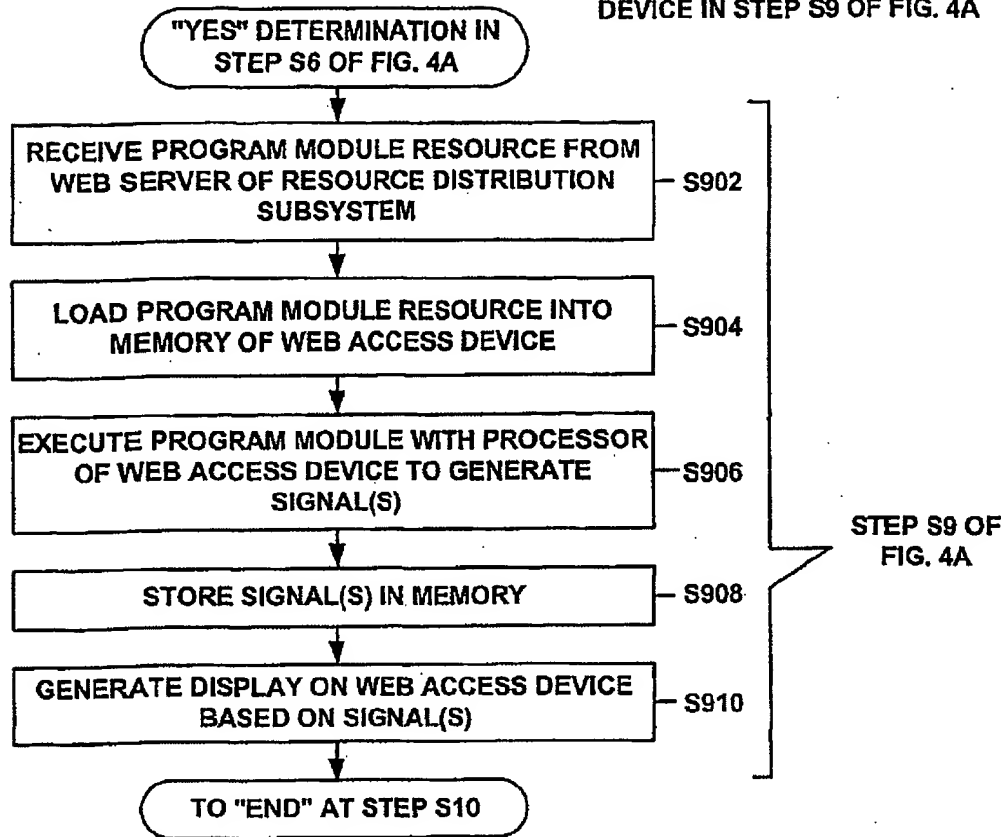 DEVICE IN STEP S9 OF FIG. 4A
"YES" DETERMINATION IN
STEP S6 OF FIG. 4A
RECEIVE PROGRAM MODULE RESOURCE FROM
WEB SERVER OF RESOURCE DISTRIBUTION
SUBSYSTEM
S902
LOAD PROGRAM MODULE RESOURCE INTO
MEMORY OF WEB ACCESS DEVICE
S904
EXECUTE PROGRAM MODULE WITH PROCESSOR
OF WEB ACCESS DEVICE TO GENERATE
SIGNAL(S)
S906
STEP S9 OF
FIG. 4A
STORE SIGNAL(S) IN MEMORY
S908
GENERATE DISPLAY ON WEB ACCESS DEVICE
BASED ON SIGNAL(S)
S910
TO "END" AT STEP S10